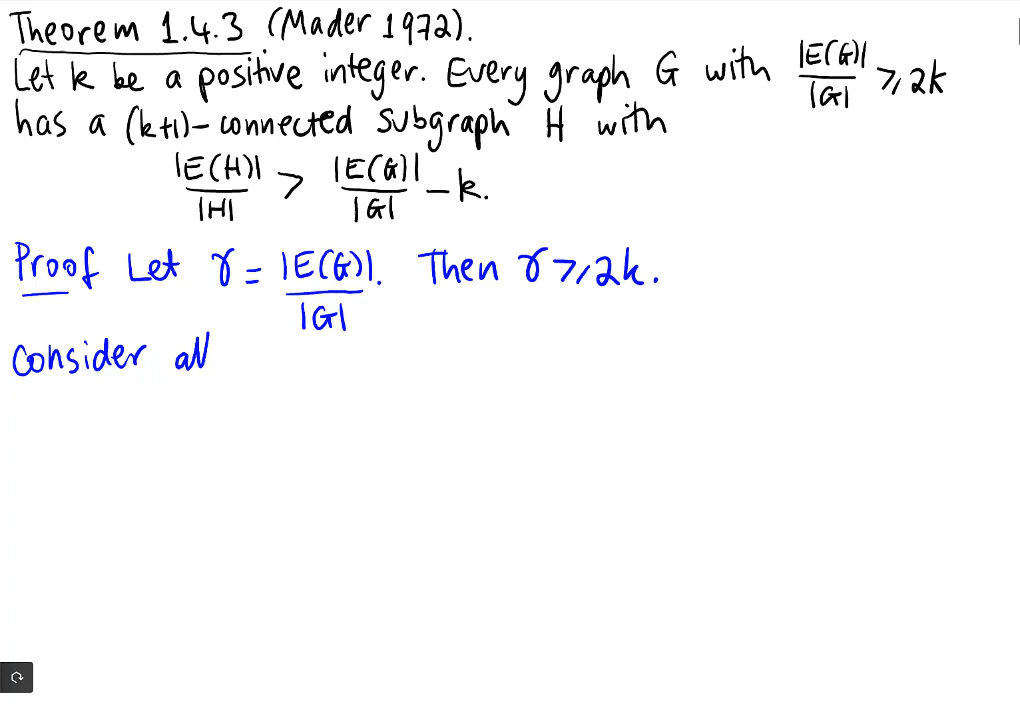 Theorem 1.4.3 (Mader 1972).
Let k be a positive integer. Every graph G with |E(G)|/|G| ⩾ 2k
has a (k+1)-connected subgraph H with
|E(H)|/|H| > |E(G)|/|G| - k.
Proof Let γ = |E(G)|/|G|. Then γ ⩾ 2k.
Consider all